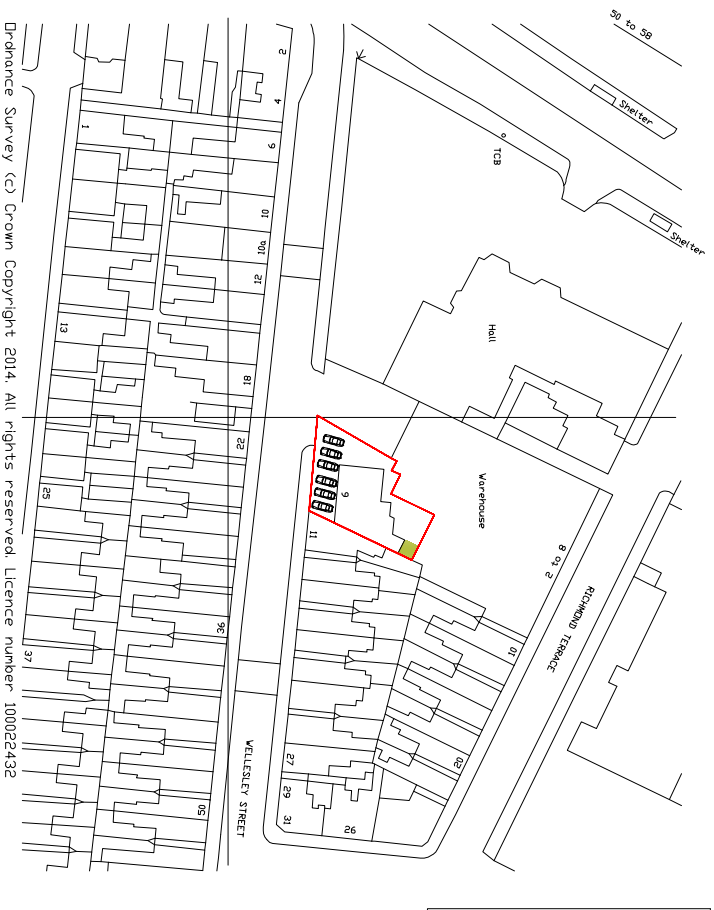 50 to 58
Shelter
TCB
Shelter
2
4
6
10
10a
12
18
22
36
50
1
13
25
37
Hall
Warehouse
9
11
27
29
31
26
2 to 8
10
20
RICHMOND TERRACE
WELLESLEY STREET
Ordnance Survey (c) Crown Copyright 2014. All rights reserved. Licence number 100022432